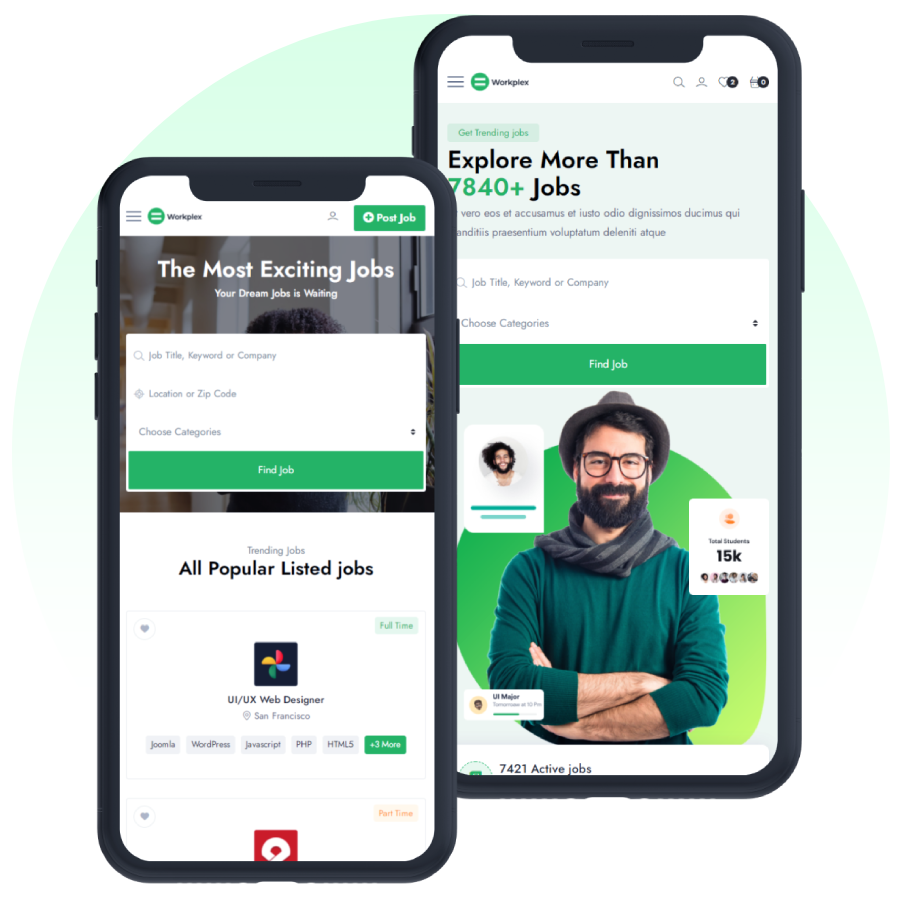 Workplex
Post Job
The Most Exciting Jobs
Your Dream Jobs is Waiting
Job Title, Keyword or Company
Location or Zip Code
Choose Categories
Find Job
Trending Jobs
All Popular Listed jobs
Full Time
UI/UX Web Designer
San Francisco
Joomla WordPress Javascript PHP HTML5 +3 More
Part Time
Workplex 2 0
Get Trending jobs
Explore More Than
7840+ Jobs
vero eos et accusamus et iusto odio dignissimos ducimus qui
anditiis praesentium voluptatum deleniti atque
Job Title, Keyword or Company
Choose Categories
Find Job
Total Students
15k
UI Major
Tomorrow at 10 Pm
7421 Active jobs